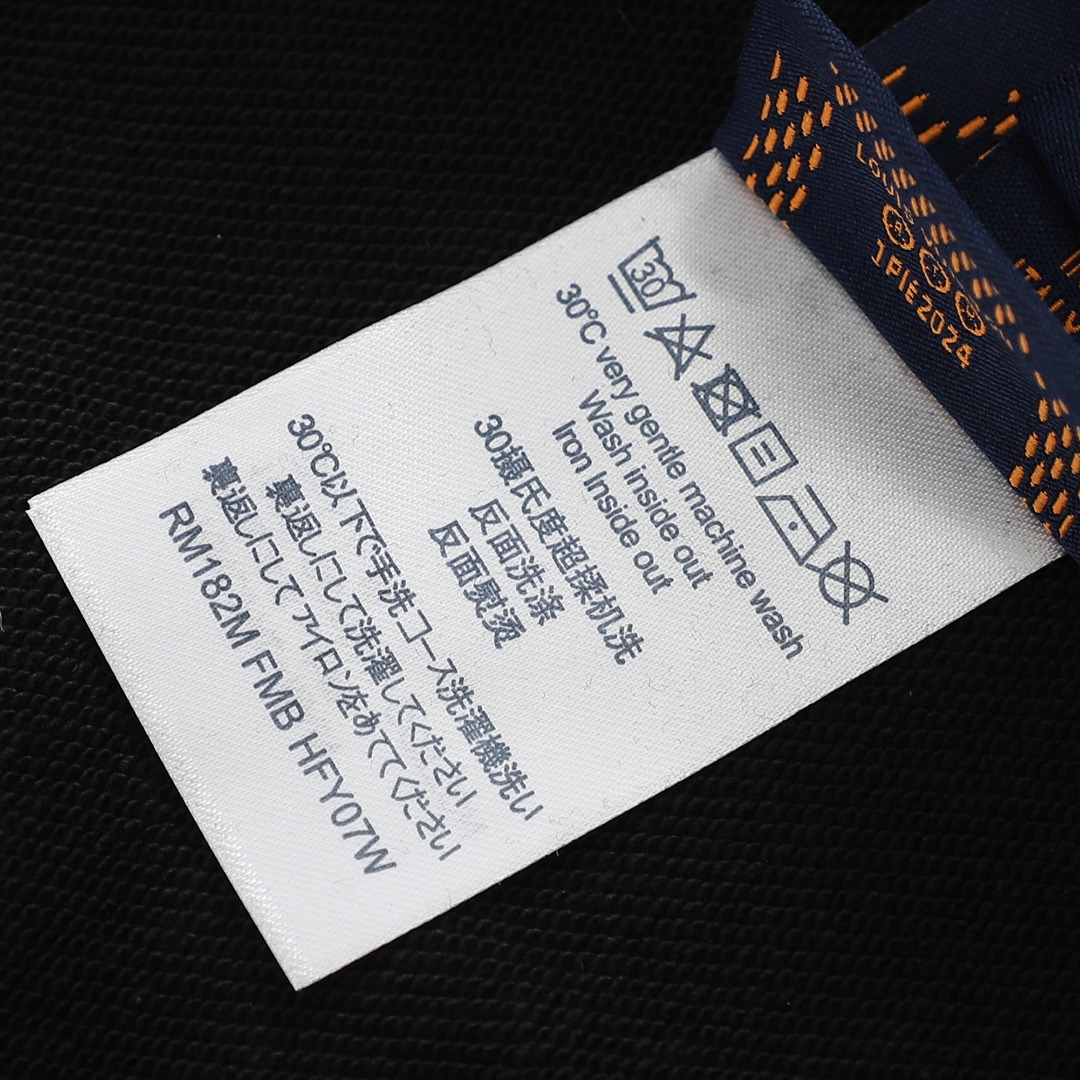 30
30°C very gentle machine wash
Wash inside out
Iron Inside out
30摄氏度超揉机洗
反面洗涤
反面熨烫
30℃以下で手洗コース洗濯機洗い
裏返しにして洗濯してください
裏返しにして アイロンをあててください
RM182M FMB HFY07W
1PIE2024